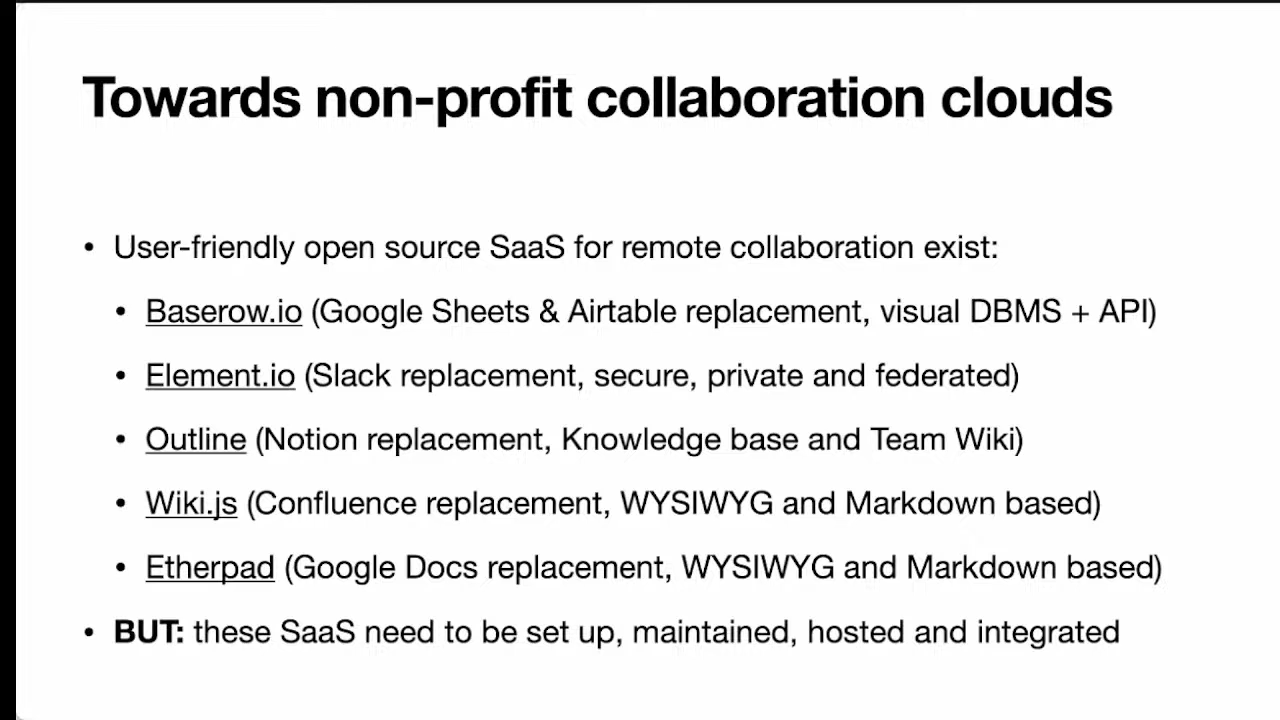 Towards non-profit collaboration clouds
• User-friendly open source SaaS for remote collaboration exist:
• Baserow.io (Google Sheets & Airtable replacement, visual DBMS + API)
• Element.io (Slack replacement, secure, private and federated)
• Outline (Notion replacement, Knowledge base and Team Wiki)
• Wiki.js (Confluence replacement, WYSIWYG and Markdown based)
• Etherpad (Google Docs replacement, WYSIWYG and Markdown based)
• BUT: these SaaS need to be set up, maintained, hosted and integrated